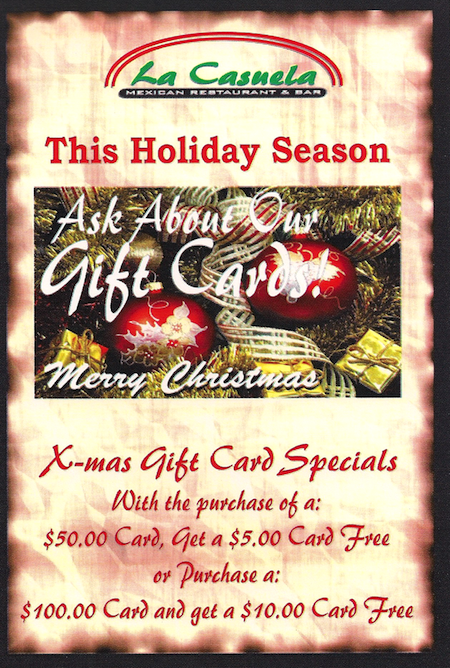 La Casuela
MEXICAN RESTAURANT & BAR
This Holiday Season
Ask About Our
Gift Cards!
Merry Christmas
X-mas Gift Card Specials
With the purchase of a:
$50.00 Card, Get a $5.00 Card Free
or Purchase a:
$100.00 Card and get a $10.00 Card Free